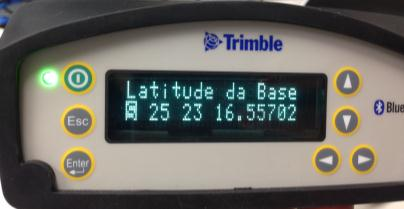 Trimble
Latitude da Base
S 25 23 16.55702
Esc
Enter
Blue